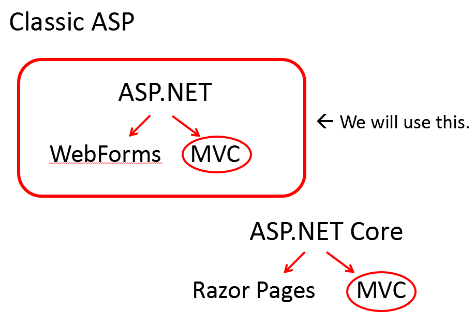 Classic ASP
ASP.NET
← We will use this.
WebForms MVC
ASP.NET Core
Razor Pages MVC